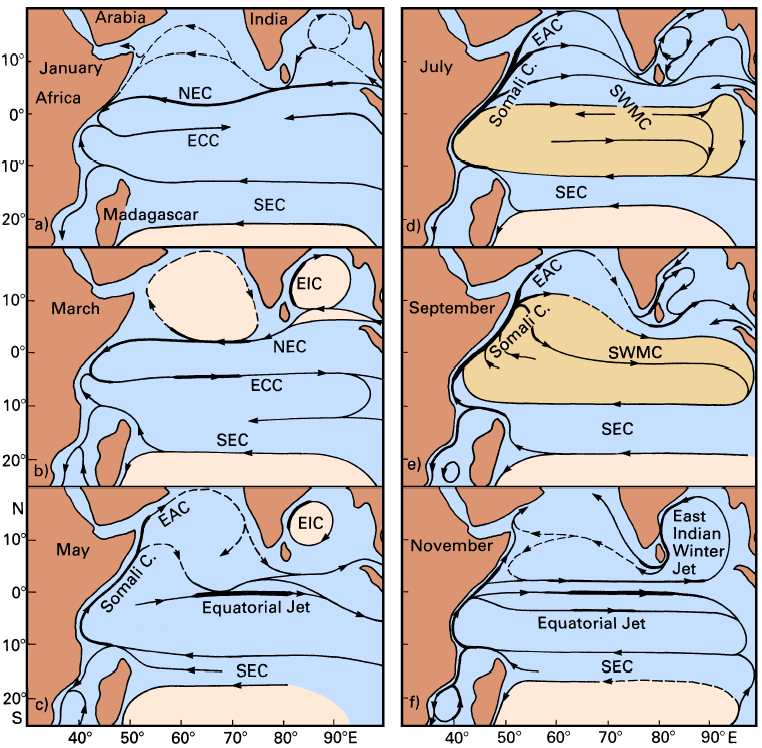 Arabia
India
10°
January
Africa
NEC
0°
ECC
10°
SEC
Madagascar
20°
a)
March
EIC
10°
NEC
0°
ECC
10°
SEC
20°
b)
N
EAC
EIC
10°
May
Somali C.
0°
Equatorial Jet
10°
SEC
20°
S
c)
40° 50° 60° 70° 80° 90°E
EAC
July
Somali C.
SWMC
SEC
d)
EAC
September
Somali C.
SWMC
SEC
e)
East
Indian
Winter
Jet
November
Equatorial Jet
SEC
f)
40° 50° 60° 70° 80° 90°E